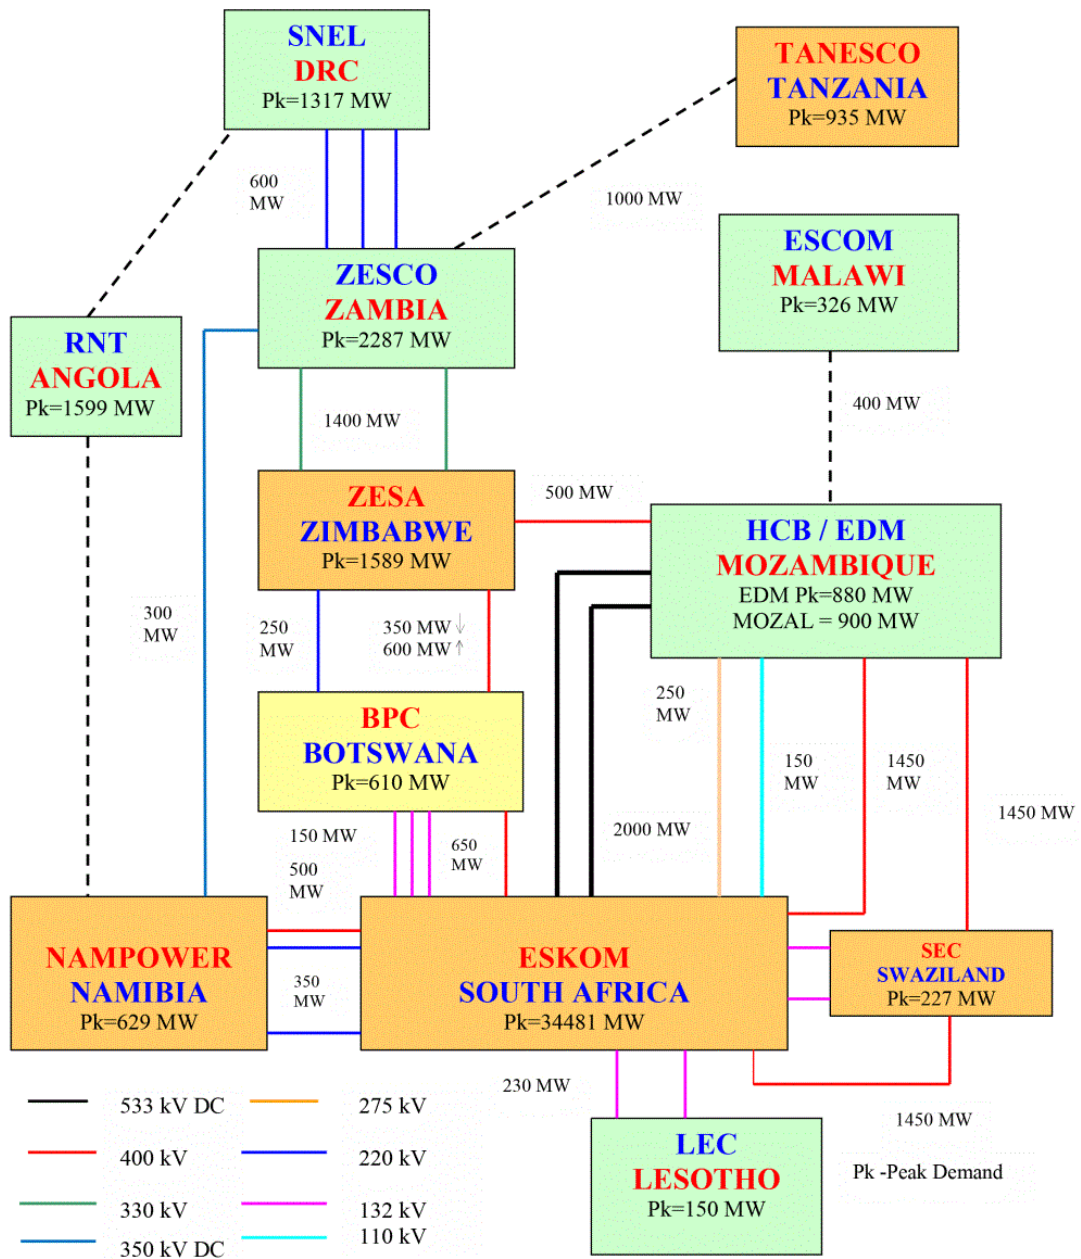 SNEL
DRC
Pk=1317 MW
TANESCO
TANZANIA
Pk=935 MW
600
MW
1000 MW
ESCOM
MALAWI
Pk=326 MW
ZESCO
ZAMBIA
Pk=2287 MW
RNT
ANGOLA
Pk=1599 MW
400 MW
1400 MW
ZESA
ZIMBABWE
Pk=1589 MW
500 MW
HCB / EDM
MOZAMBIQUE
EDM Pk=880 MW
MOZAL = 900 MW
300
MW
250
MW
350 MW ↓
600 MW ↑
BPC
BOTSWANA
Pk=610 MW
250
MW
150
MW
1450
MW
1450 MW
150 MW
650
MW
2000 MW
500
MW
NAMPOWER
NAMIBIA
Pk=629 MW
350
MW
ESKOM
SOUTH AFRICA
Pk=34481 MW
SEC
SWAZILAND
Pk=227 MW
230 MW
1450 MW
LEC
LESOTHO
Pk=150 MW
Pk -Peak Demand
533 kV DC
275 kV
400 kV
220 kV
330 kV
132 kV
350 kV DC
110 kV